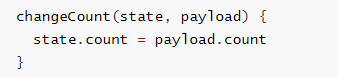 changeCount(state, payload) {
  state.count = payload.count
}